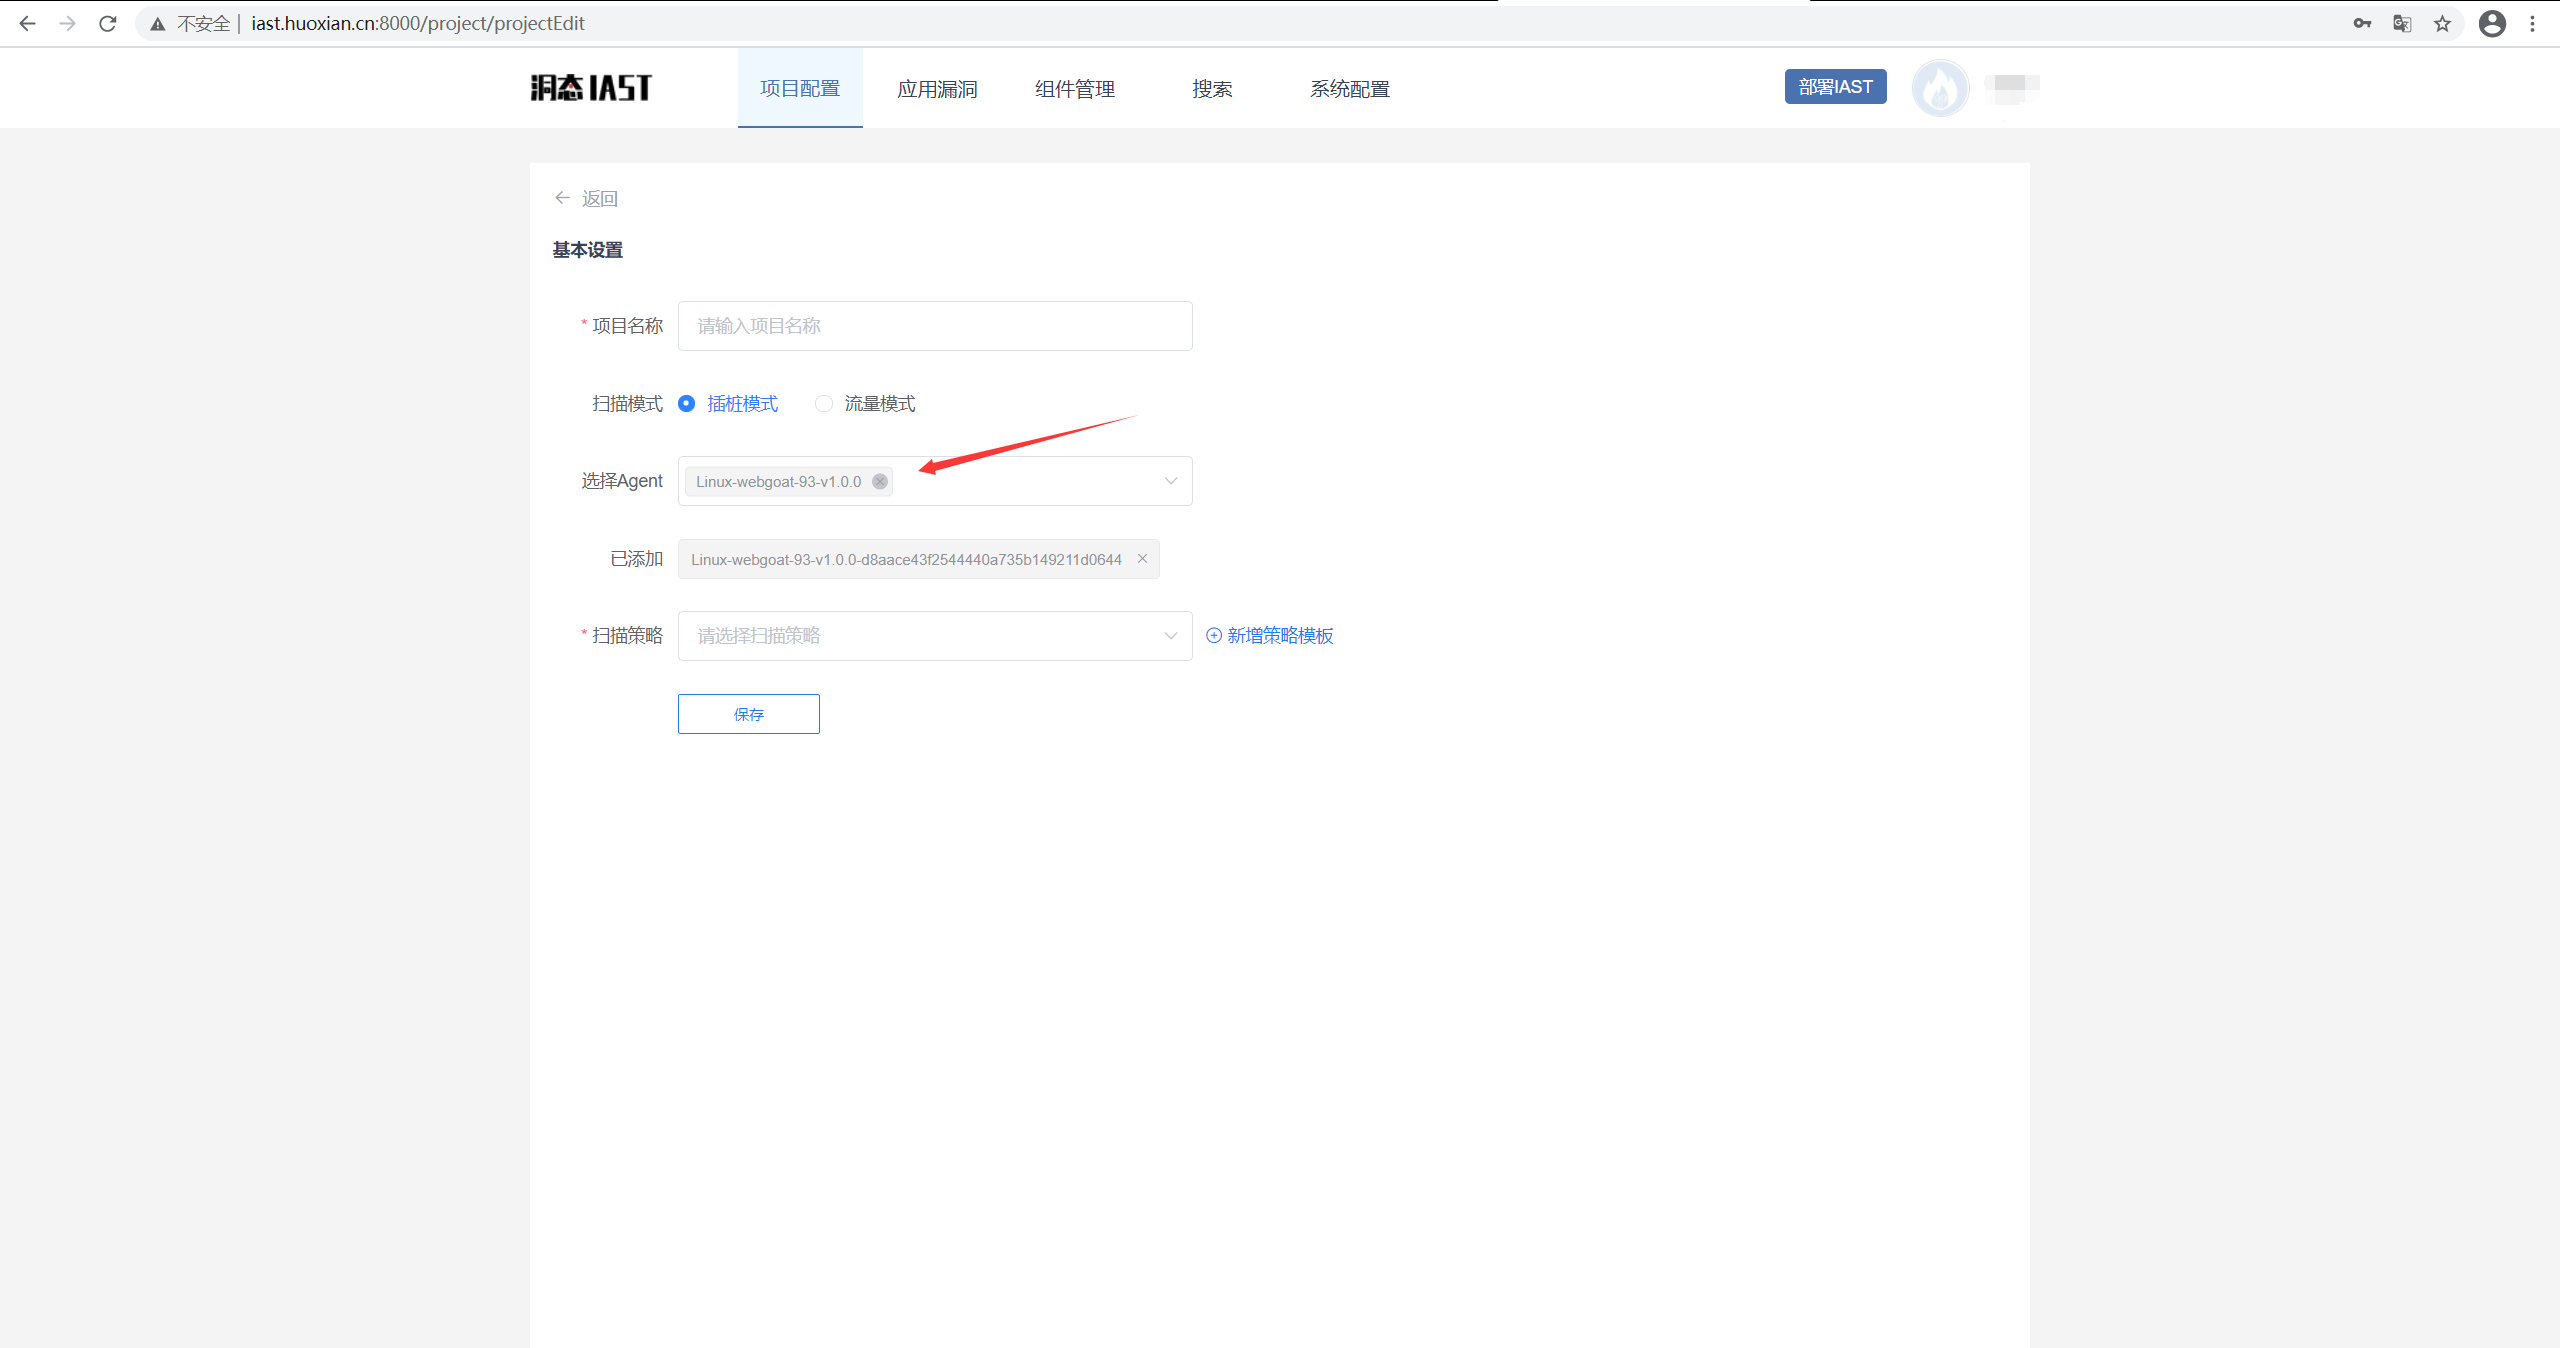 不安全 | iast.huoxian.cn:8000/project/projectEdit
洞态 IAST
项目配置
应用漏洞
组件管理
搜索
系统配置
部署IAST
返回
基本设置
* 项目名称
请输入项目名称
扫描模式
插桩模式
流量模式
选择Agent
Linux-webgoat-93-v1.0.0
已添加
Linux-webgoat-93-v1.0.0-d8aace43f2544440a735b149211d0644
* 扫描策略
请选择扫描策略
新增策略模板
保存